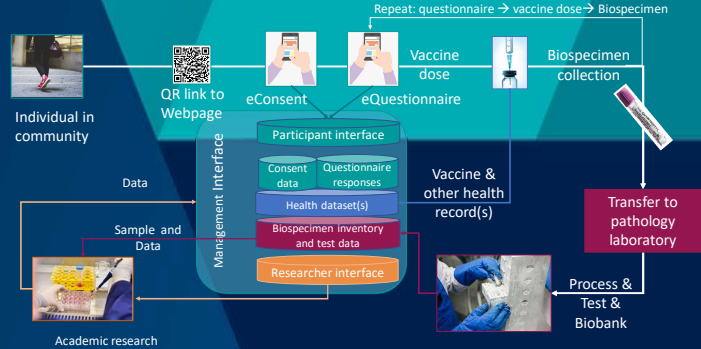 Repeat: questionnaire → vaccine dose → Biospecimen
Individual in
community
QR link to
Webpage
eConsent
eQuestionnaire
Vaccine
dose
Biospecimen
collection
Management Interface
Participant interface
Consent
data
Questionnaire
responses
Health dataset(s)
Biospecimen inventory
and test data
Researcher interface
Vaccine &
other health
record(s)
Transfer to
pathology
laboratory
Process &
Test &
Biobank
Data
Sample and
Data
Academic research